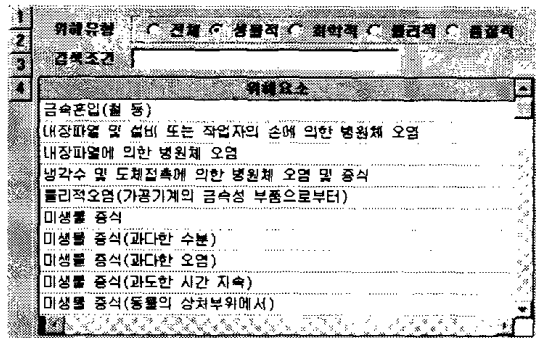 1
2 위해유형 전체 생물적 화학적 물리적 품질적
3 검색조건
4 위해요소
금속혼입(철 등)
내장파열 및 설비 또는 작업자의 손에 의한 병원체 오염
내장파열에 의한 병원체 오염
냉각수 및 도체접촉에 의한 병원체 오염 및 증식
물리적오염(가공기계의 금속성 부품으로부터)
미생물 증식
미생물 증식(과다한 수분)
미생물 증식(과다한 오염)
미생물 증식(과도한 시간 지속)
미생물 증식(동물의 상처부위에서)